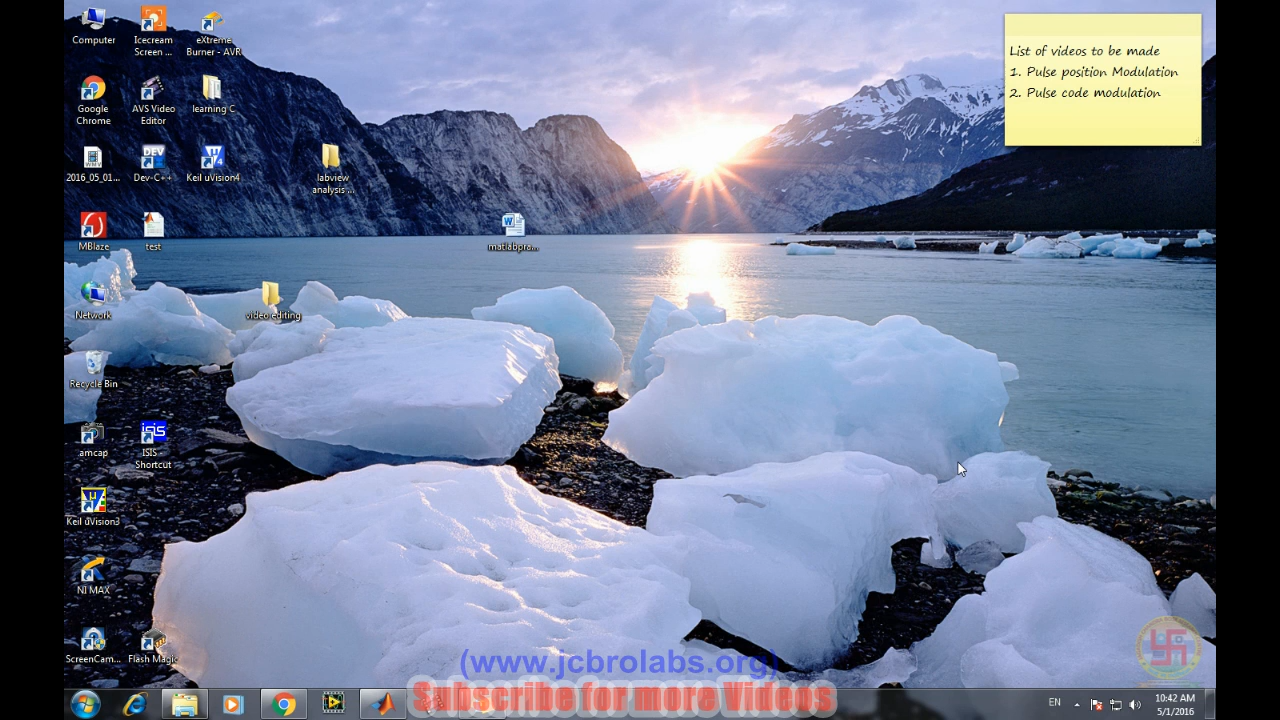 Computer
Icecream
Screen ...
eXtreme
Burner - AVR
Google
Chrome
AVS Video
Editor
learning C
2016_05_01...
Dev-C++
Keil uVision4
labview
analysis ...
MBlaze
test
matlabpra...
Network
video editing
Recycle Bin
amcap
ISIS
Shortcut
Keil uVision3
NI MAX
ScreenCam...
Flash Magic
List of videos to be made
1. Pulse position Modulation
2. Pulse code modulation
(www.jcbrolabs.org)
Subscribe for more Videos
EN
10:42 AM
5/1/2016